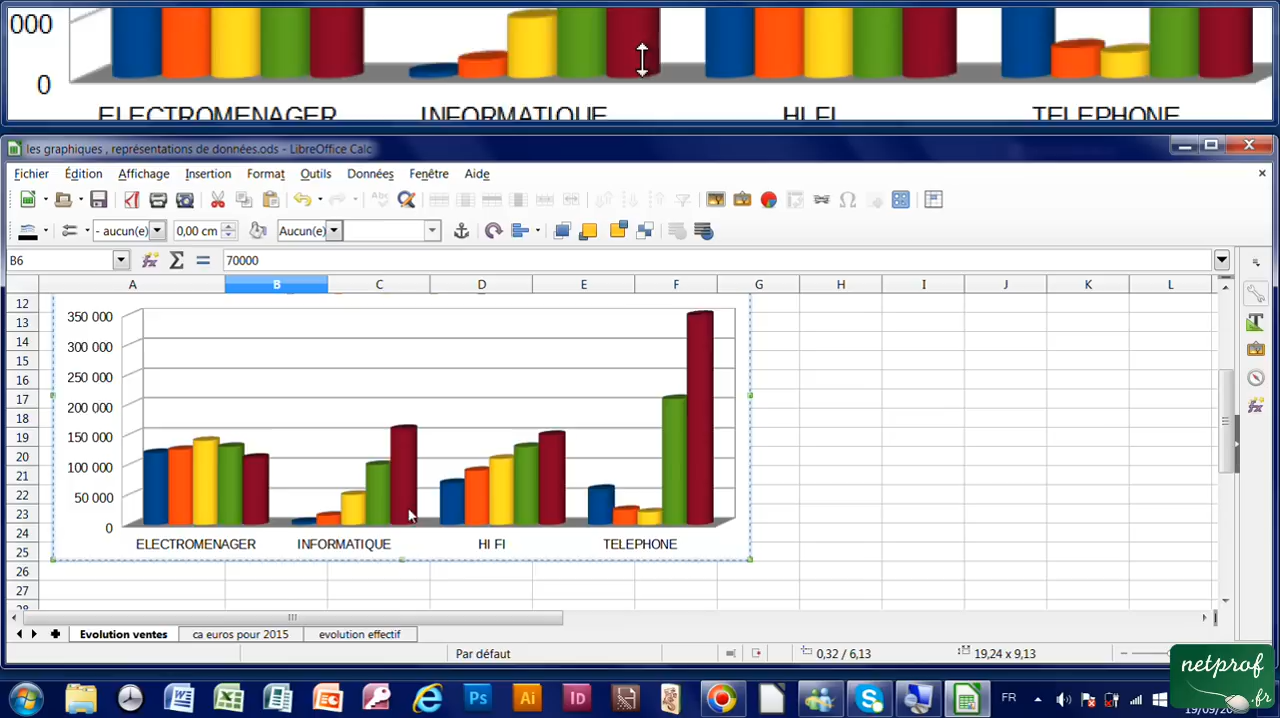 000
0
ELECTROMENAGER INFORMATIQUE HI FI TELEPHONE
les graphiques , représentations de données.ods - LibreOffice Calc
Fichier Édition Affichage Insertion Format Outils Données Fenêtre Aide
- aucun(e) 0,00 cm Aucun(e)
B6 70000
A B C D E F G H I J K L
12
13
14
15
16
17
18
19
20
21
22
23
24
25
26
27
28
350 000
300 000
250 000
200 000
150 000
100 000
50 000
0
ELECTROMENAGER INFORMATIQUE HI FI TELEPHONE
Evolution ventes ca euros pour 2015 evolution effectif
Par défaut 0,32 / 6,13 19,24 x 9,13
netprof
.fr
Ps Ai Id FR